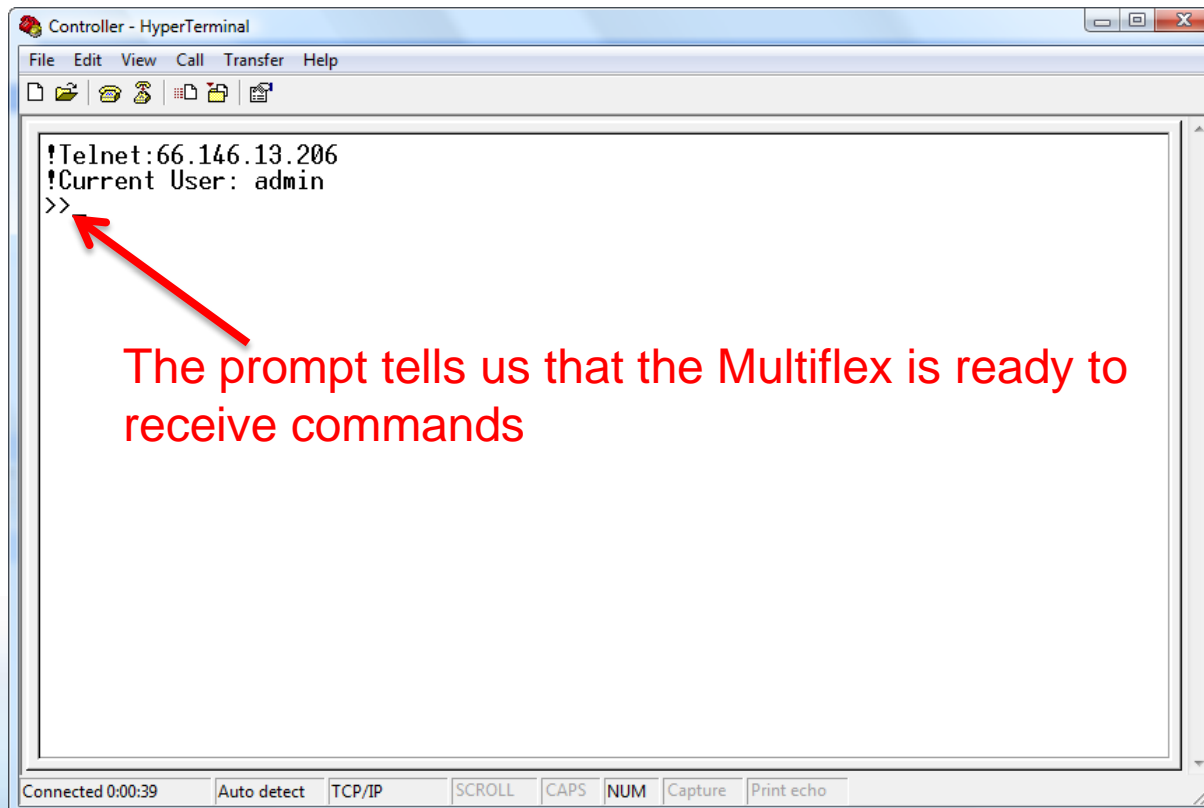 Controller - HyperTerminal
File Edit View Call Transfer Help
!Telnet:66.146.13.206
!Current User: admin
>>_
The prompt tells us that the Multiflex is ready to
receive commands
Connected 0:00:39 Auto detect TCP/IP SCROLL CAPS NUM Capture Print echo